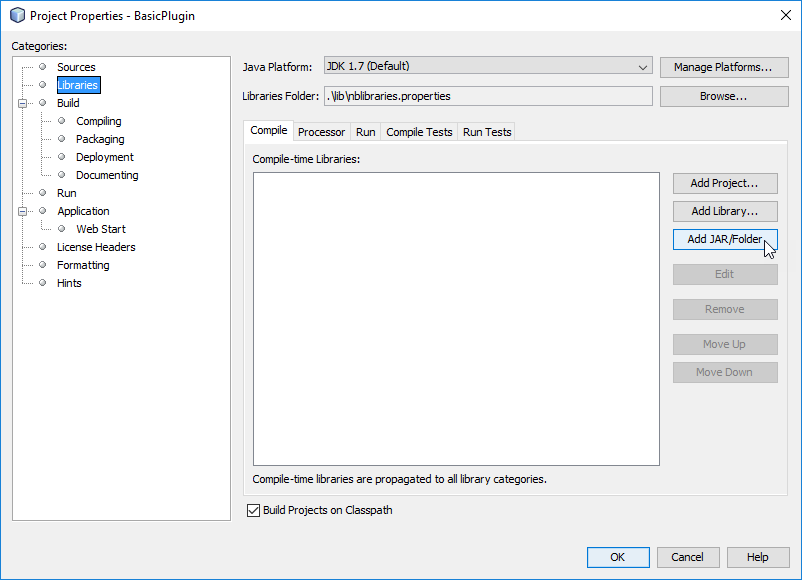 Project Properties - BasicPlugin
Categories:
Sources
Libraries
Build
Compiling
Packaging
Deployment
Documenting
Run
Application
Web Start
License Headers
Formatting
Hints
Java Platform: JDK 1.7 (Default) Manage Platforms...
Libraries Folder: .\lib\nblibraries.properties Browse...
Compile Processor Run Compile Tests Run Tests
Compile-time Libraries:
Add Project...
Add Library...
Add JAR/Folder
Edit
Remove
Move Up
Move Down
Compile-time libraries are propagated to all library categories.
Build Projects on Classpath
OK Cancel Help